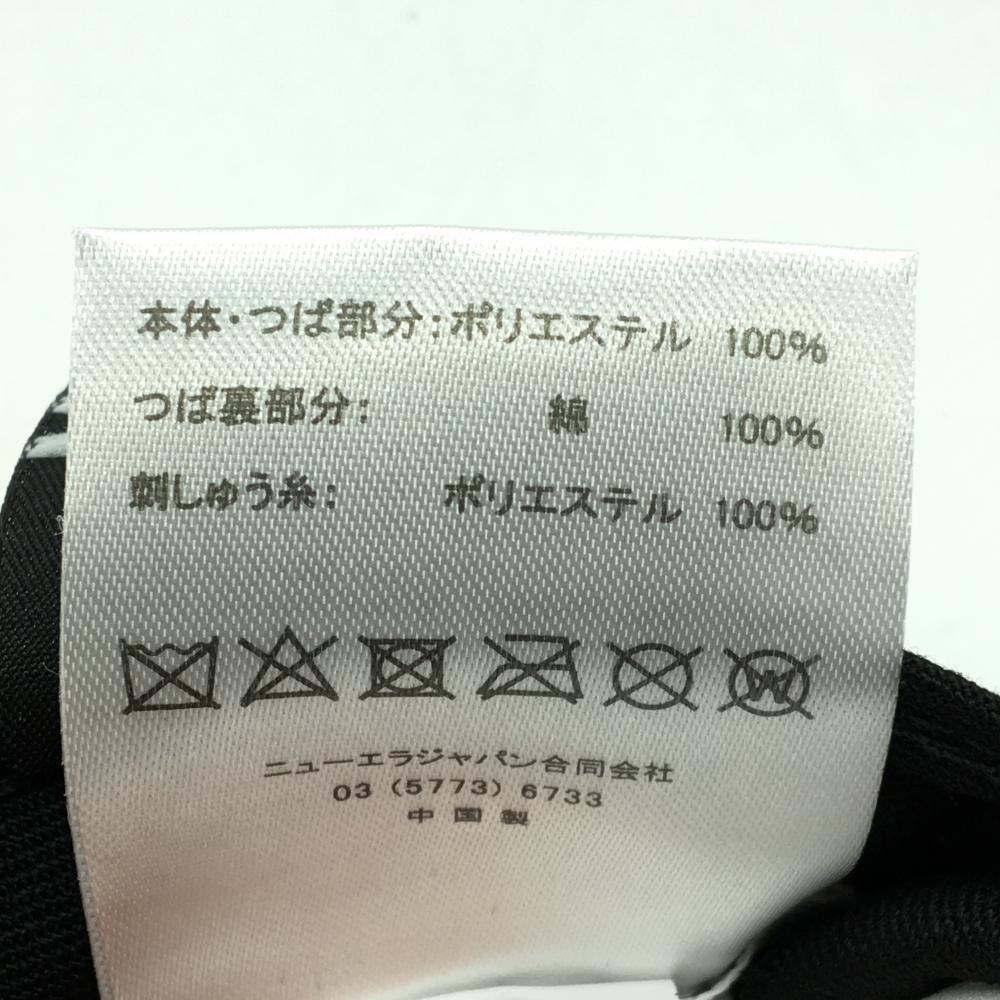 本体・つば部分：ポリエステル 100%
つば裏部分： 綿 100%
刺しゅう糸： ポリエステル 100%
ニューエラジャパン合同会社
03 (5773) 6733
中国製